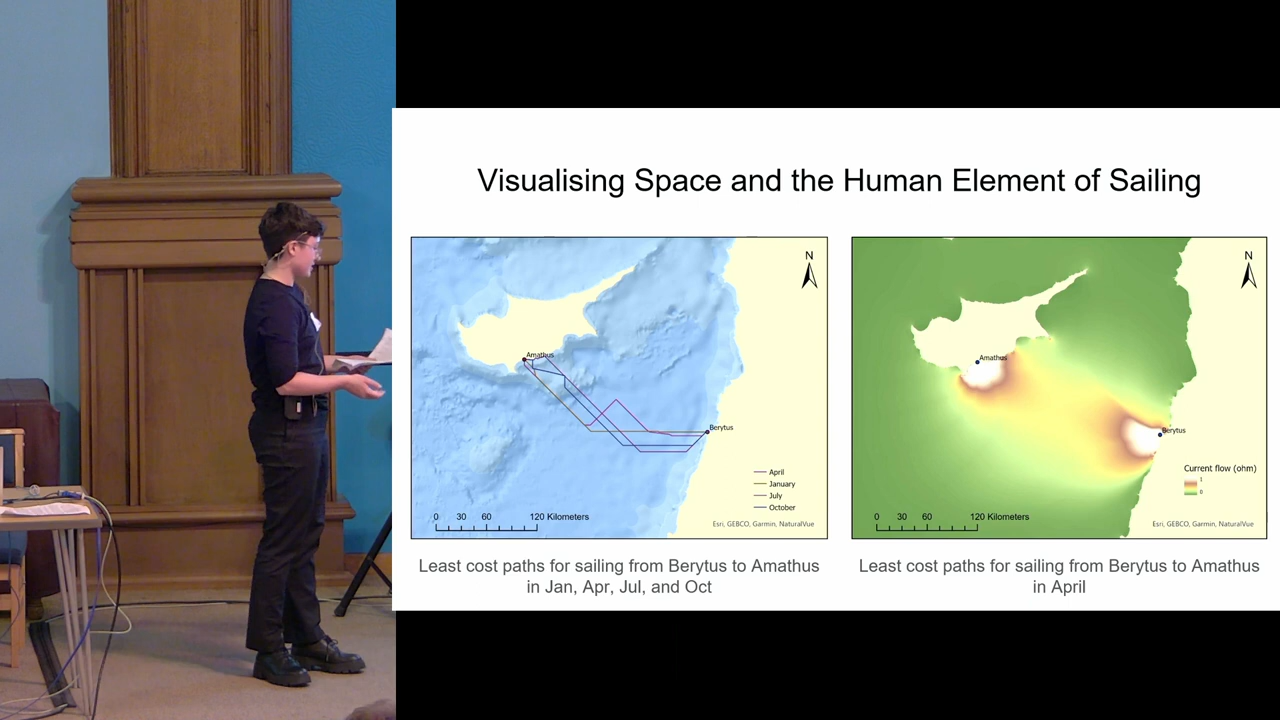 Visualising Space and the Human Element of Sailing
N
Amathus
Berytus
April
January
July
October
0 30 60 120 Kilometers
Esri, GEBCO, Garmin, NaturalVue
Least cost paths for sailing from Berytus to Amathus
in Jan, Apr, Jul, and Oct
N
Amathus
Berytus
Current flow (ohm)
1
0
0 30 60 120 Kilometers
Esri, GEBCO, Garmin, NaturalVue
Least cost paths for sailing from Berytus to Amathus
in April